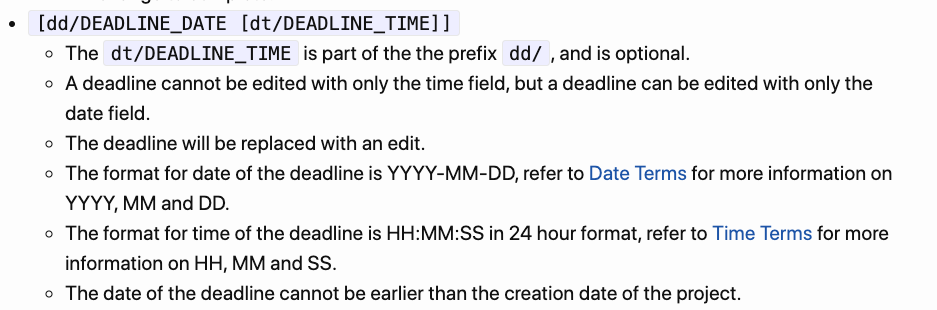 [dd/DEADLINE_DATE [dt/DEADLINE_TIME]]
The dt/DEADLINE_TIME is part of the the prefix dd/ , and is optional.
A deadline cannot be edited with only the time field, but a deadline can be edited with only the
date field.
The deadline will be replaced with an edit.
The format for date of the deadline is YYYY-MM-DD, refer to Date Terms for more information on
YYYY, MM and DD.
The format for time of the deadline is HH:MM:SS in 24 hour format, refer to Time Terms for more
information on HH, MM and SS.
The date of the deadline cannot be earlier than the creation date of the project.